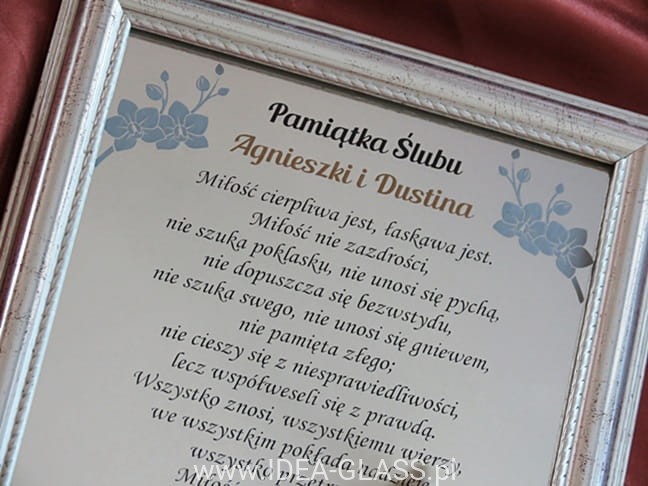 Pamiątka Ślubu
Agnieszki i Dustina
Miłość cierpliwa jest, łaskawa jest.
Miłość nie zazdrości,
nie szuka poklasku, nie unosi się pychą,
nie dopuszcza się bezwstydu,
nie szuka swego, nie unosi się gniewem,
nie pamięta złego;
nie cieszy się z niesprawiedliwości,
lecz współweseli się z prawdą.
Wszystko znosi, wszystkiemu wierzy,
we wszystkim pokłada
wszystko
www.IDEA-GLASS.pl